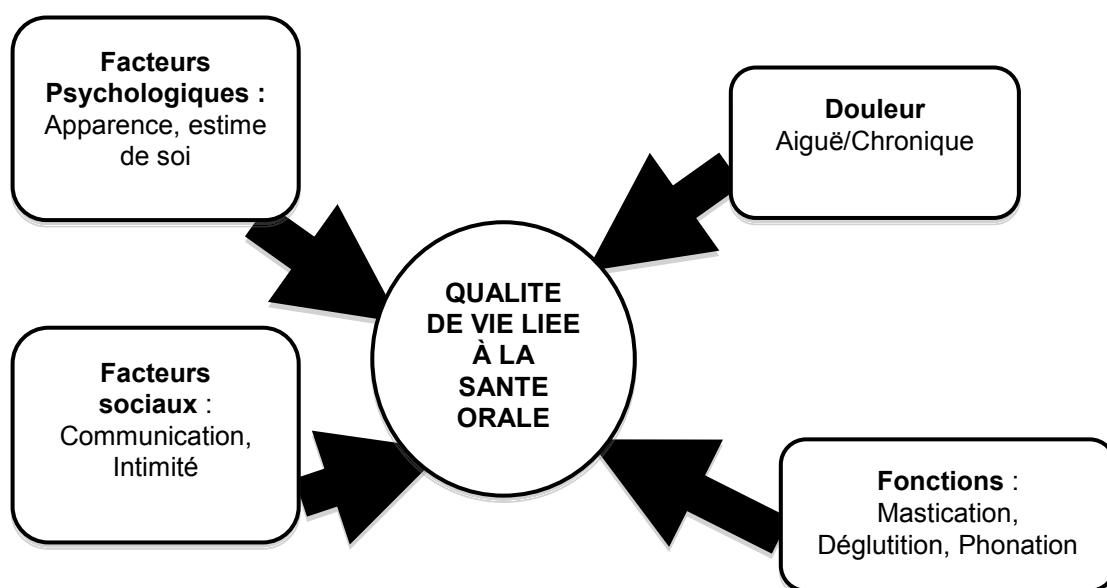 Facteurs
Psychologiques :
Apparence, estime
de soi
Douleur
Aiguë/Chronique
QUALITE
DE VIE LIEE
À LA
SANTE
ORALE
Facteurs
sociaux :
Communication,
Intimité
Fonctions :
Mastication,
Déglutition, Phonation